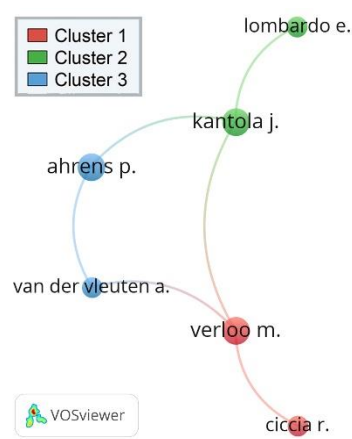 lombardo e.
Cluster 1
Cluster 2
Cluster 3
kantola j.
ahrens p.
van der vleuten a.
verloo m.
VOSviewer
ciccia r.